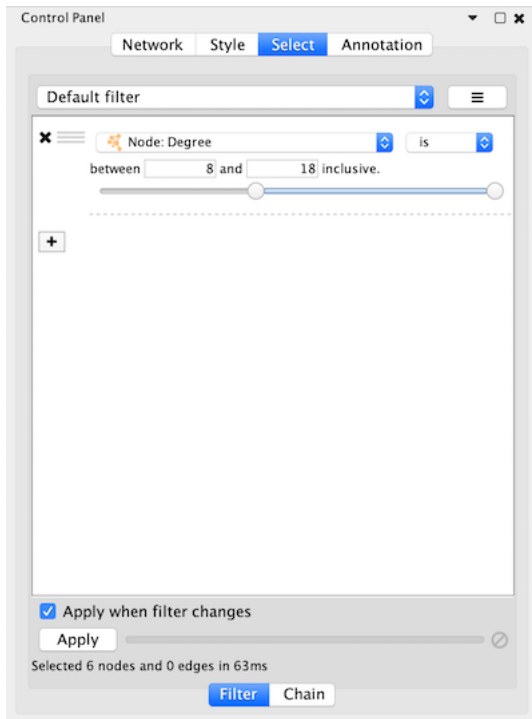 Control Panel
Network Style Select Annotation
Default filter
Node: Degree is
between 8 and 18 inclusive.
+
Apply when filter changes
Apply
Selected 6 nodes and 0 edges in 63ms
Filter Chain